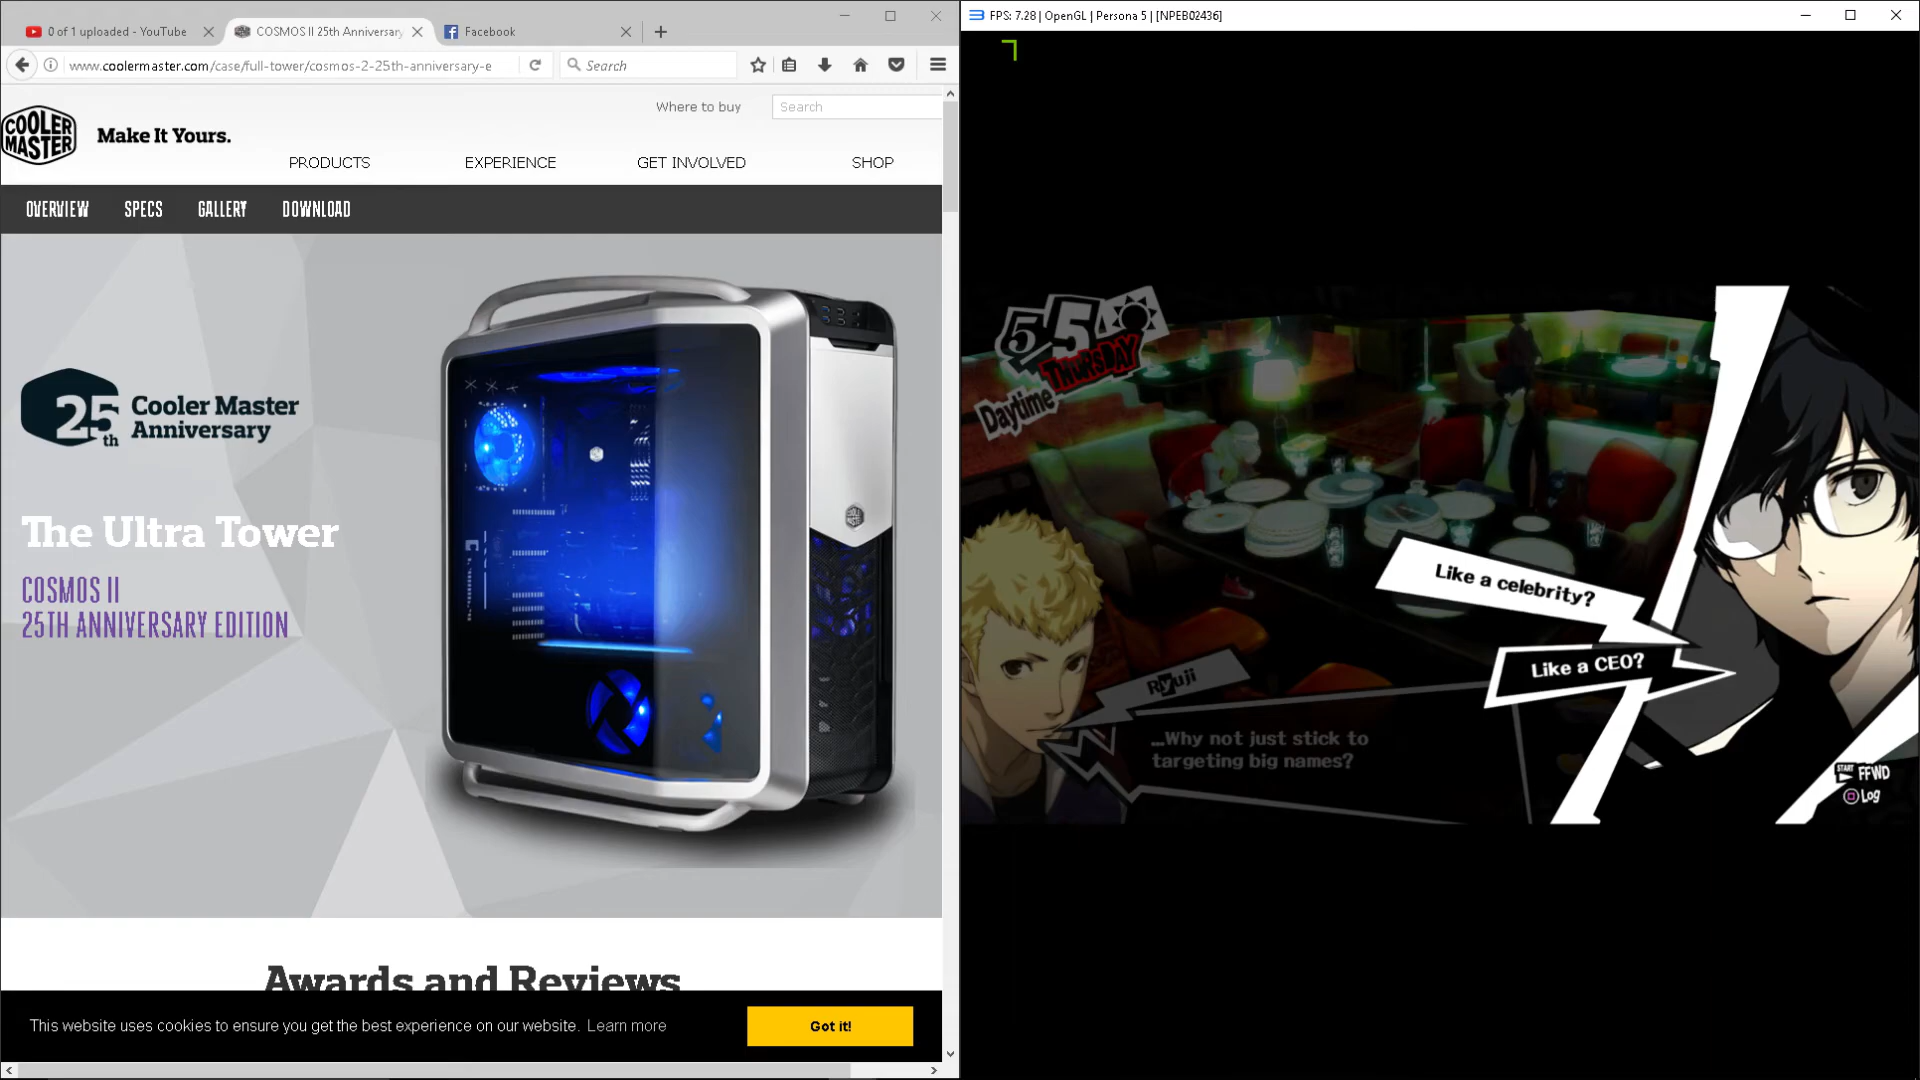 0 of 1 uploaded - YouTube
COSMOS II 25th Anniversary
Facebook
www.coolermaster.com/case/full-tower/cosmos-2-25th-anniversary-e
Search
Where to buy
Search
COOLER
MASTER
Make It Yours.
PRODUCTS
EXPERIENCE
GET INVOLVED
SHOP
OVERVIEW
SPECS
GALLERY
DOWNLOAD
25th
Cooler Master
Anniversary
The Ultra Tower
COSMOS II
25TH ANNIVERSARY EDITION
Awards and Reviews
This website uses cookies to ensure you get the best experience on our website. Learn more
Got it!
FPS: 7.28 | OpenGL | Persona 5 | [NPEB02436]
5/5
THURSDAY
Daytime
Like a celebrity?
Like a CEO?
Ryuji
...Why not just stick to
targeting big names?
START FFWD
Log